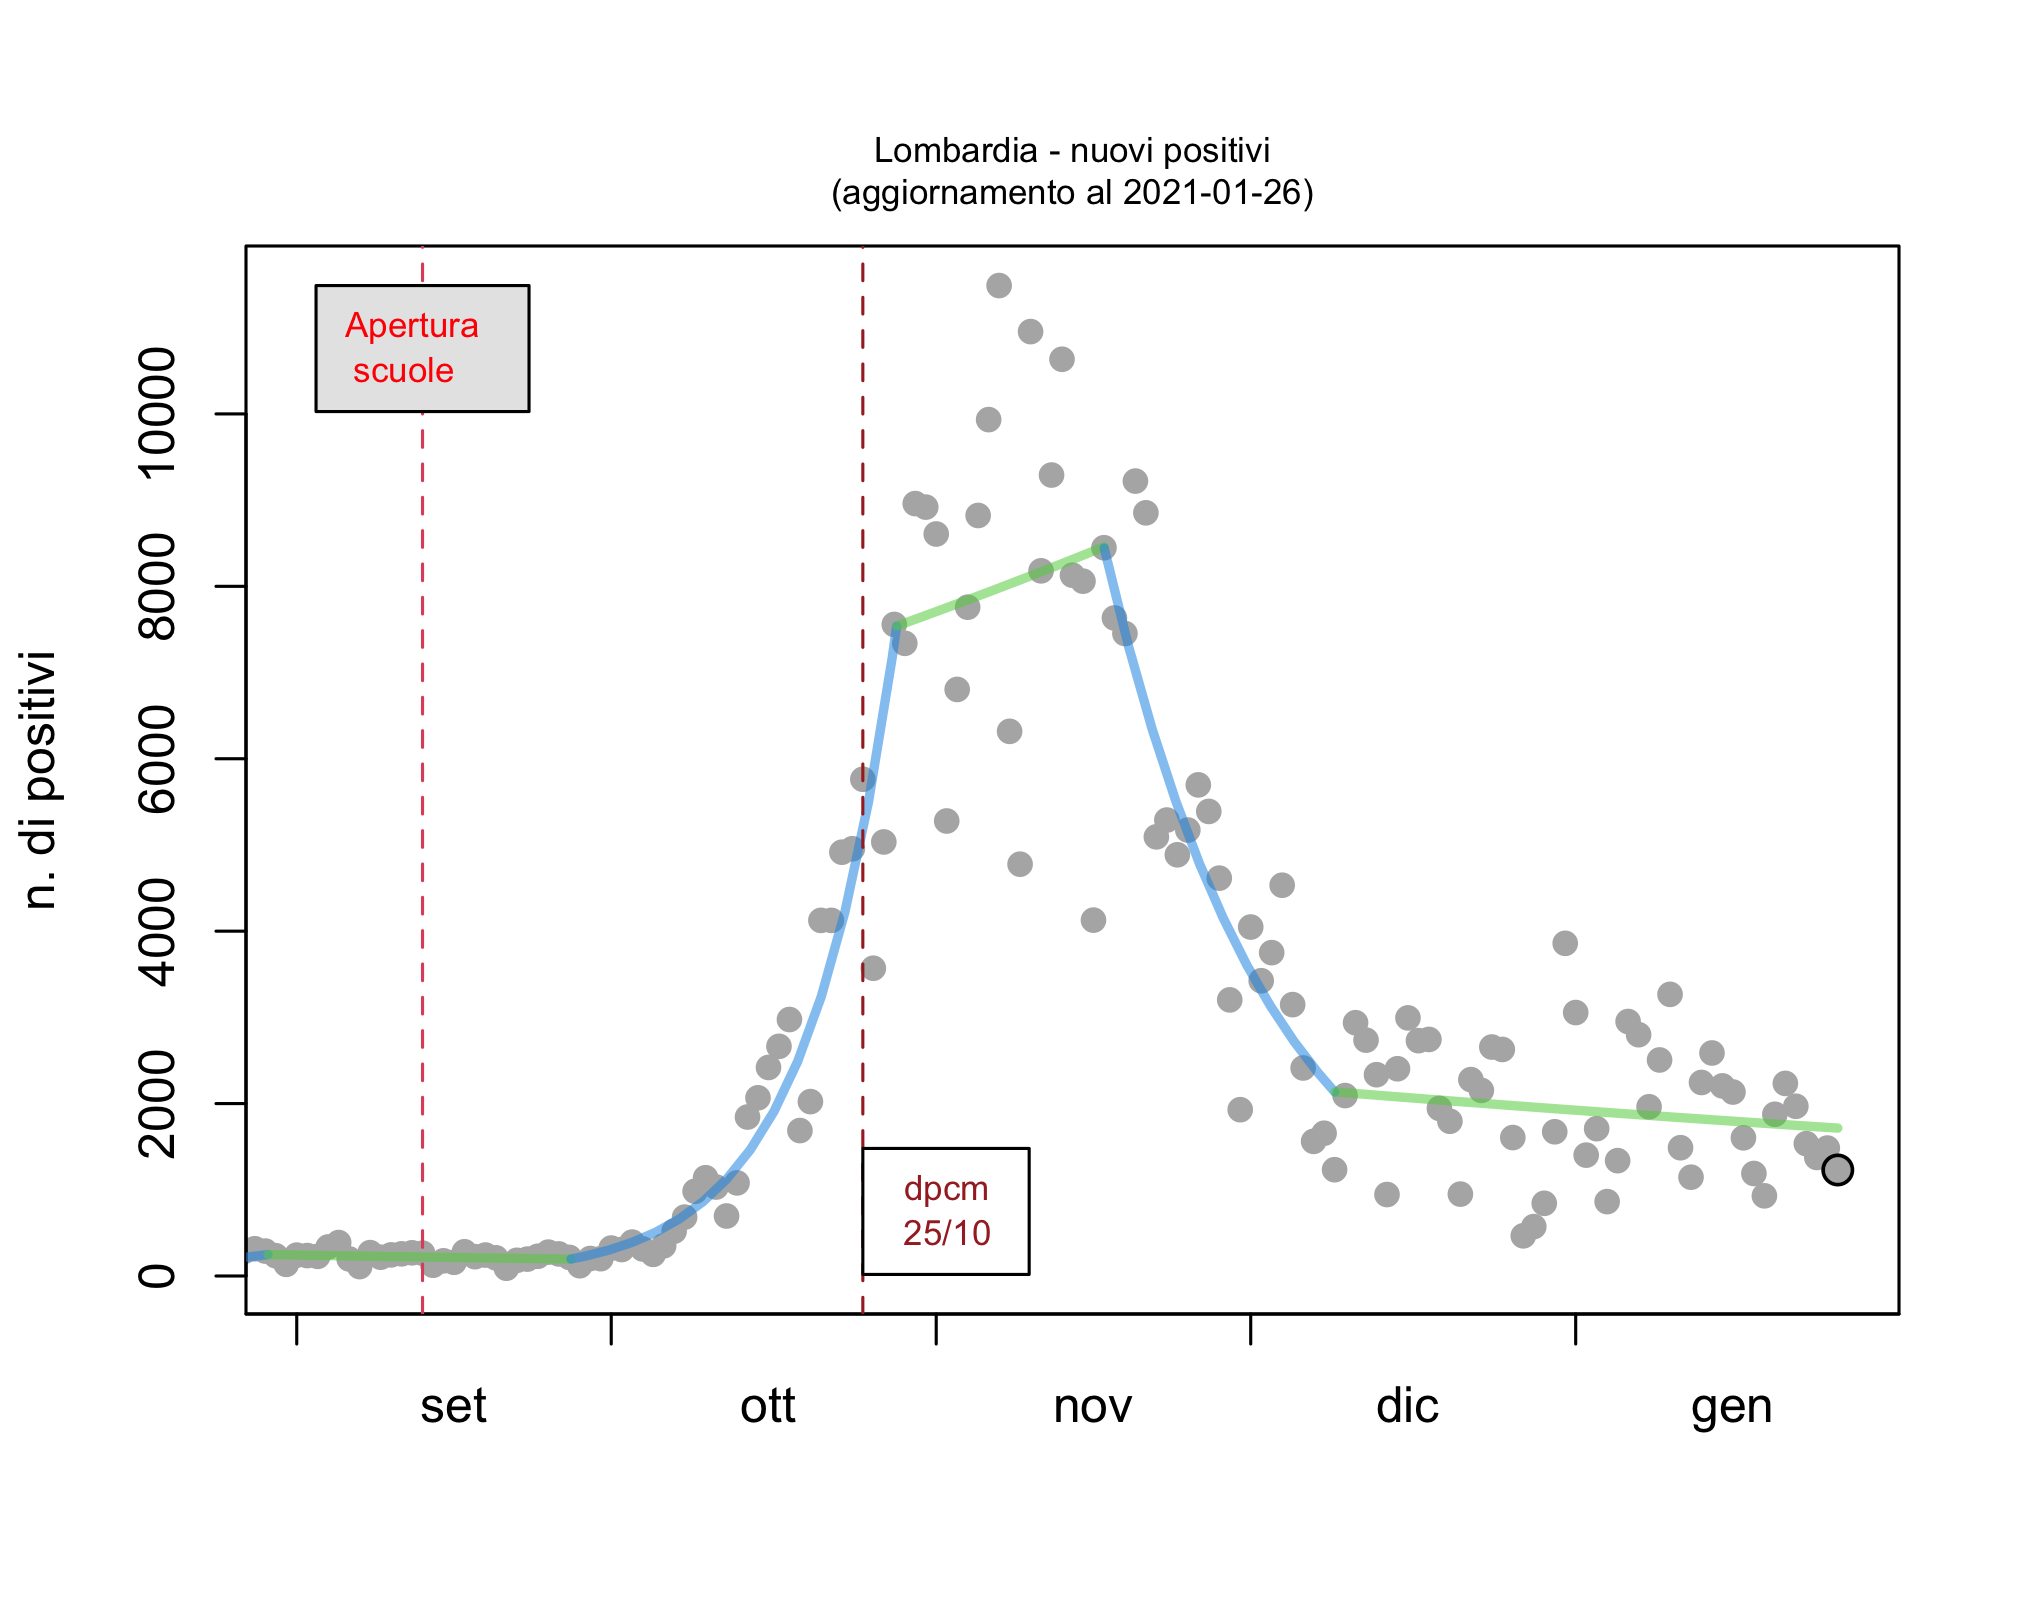 Lombardia - nuovi positivi
(aggiornamento al 2021-01-26)
Apertura
scuole
n. di positivi
10000
8000
6000
4000
2000
0
dpcm
25/10
set ott nov dic gen